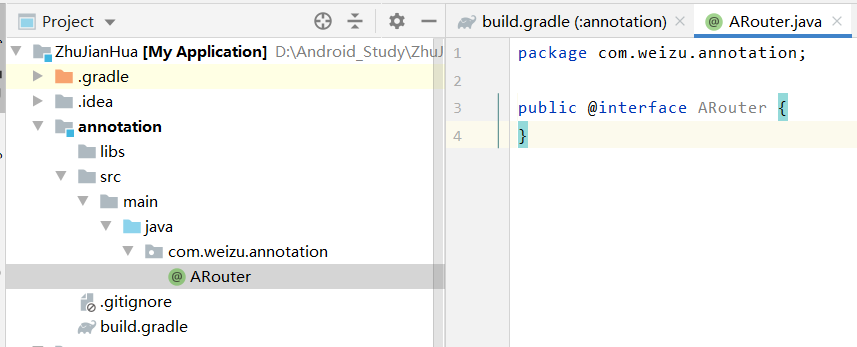 Project
ZhuJianHua [My Application] D:\Android_Study\ZhuJ
.gradle
.idea
annotation
libs
src
main
java
com.weizu.annotation
@ ARouter
.gitignore
build.gradle
build.gradle (:annotation)
@ ARouter.java
1 package com.weizu.annotation;
2
3 public @interface ARouter {
4 }